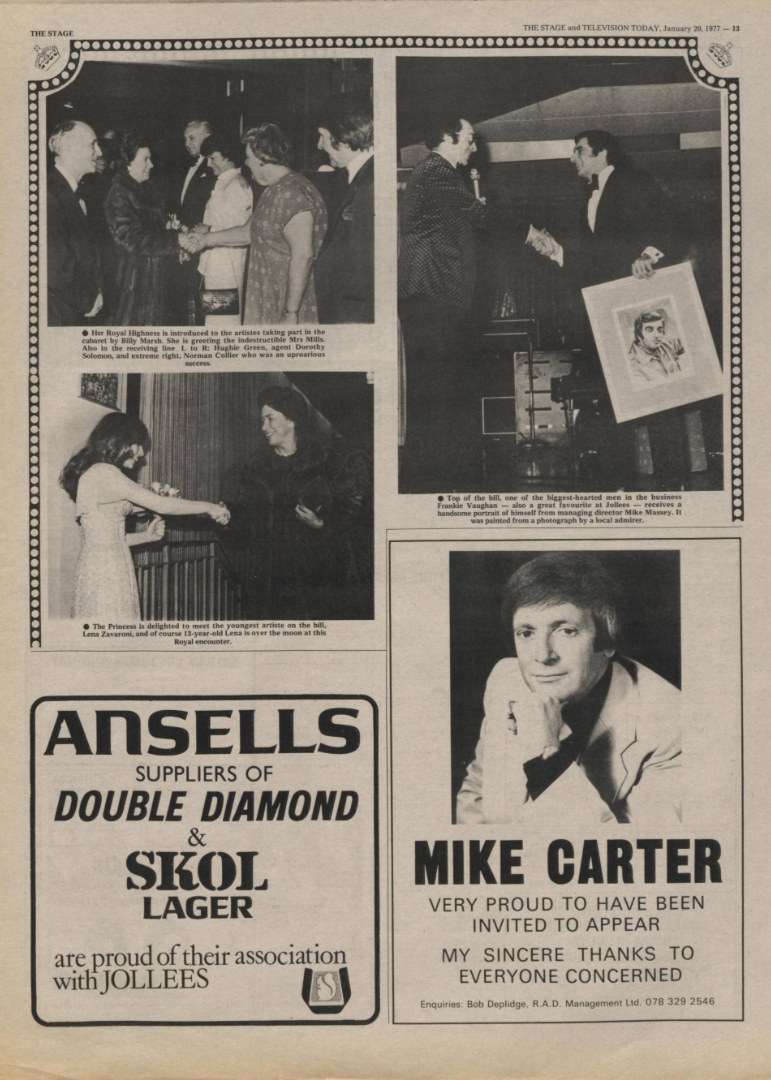 THE STAGE
THE STAGE and TELEVISION TODAY, January 20, 1977 — 13
● Her Royal Highness is introduced to the artistes taking part in the
cabaret by Billy Marsh. She is greeting the indestructible Mrs Mills.
Also in the receiving line L to R: Hughie Green, agent Dorothy
Solomon, and extreme right, Norman Collier who was an uproarious
success.
● Top of the bill, one of the biggest-hearted men in the business
Frankie Vaughan — also a great favourite at Jollees — receives a
handsome portrait of himself from managing director Mike Massey. It
was painted from a photograph by a local admirer.
● The Princess is delighted to meet the youngest artiste on the bill,
Lena Zavaroni, and of course 13-year-old Lena is over the moon at this
Royal encounter.
ANSELLS
SUPPLIERS OF
DOUBLE DIAMOND
&
SKOL
LAGER
are proud of their association
with JOLLEES
MIKE CARTER
VERY PROUD TO HAVE BEEN
INVITED TO APPEAR
MY SINCERE THANKS TO
EVERYONE CONCERNED
Enquiries: Bob Deplidge, R.A.D. Management Ltd. 078 329 2546